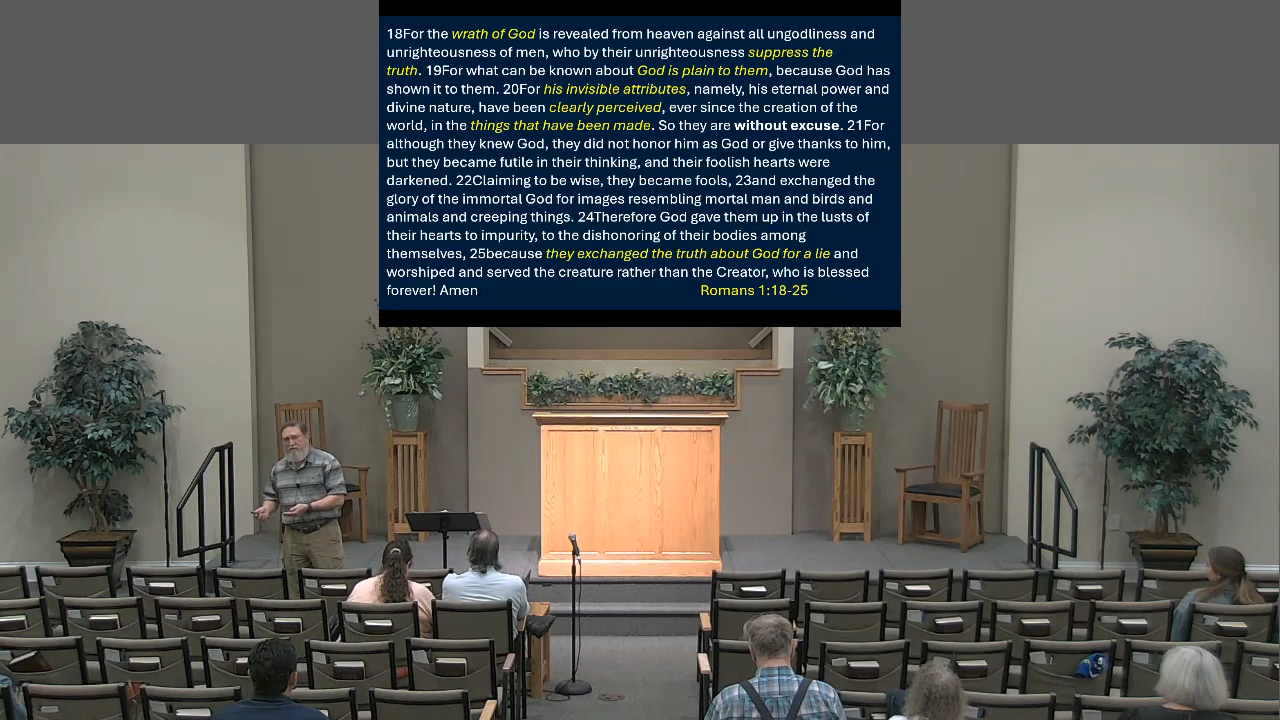 18For the wrath of God is revealed from heaven against all ungodliness and
unrighteousness of men, who by their unrighteousness suppress the
truth. 19For what can be known about God is plain to them, because God has
shown it to them. 20For his invisible attributes, namely, his eternal power and
divine nature, have been clearly perceived, ever since the creation of the
world, in the things that have been made. So they are without excuse. 21For
although they knew God, they did not honor him as God or give thanks to him,
but they became futile in their thinking, and their foolish hearts were
darkened. 22Claiming to be wise, they became fools, 23and exchanged the
glory of the immortal God for images resembling mortal man and birds and
animals and creeping things. 24Therefore God gave them up in the lusts of
their hearts to impurity, to the dishonoring of their bodies among
themselves, 25because they exchanged the truth about God for a lie and
worshiped and served the creature rather than the Creator, who is blessed
forever! Amen Romans 1:18-25